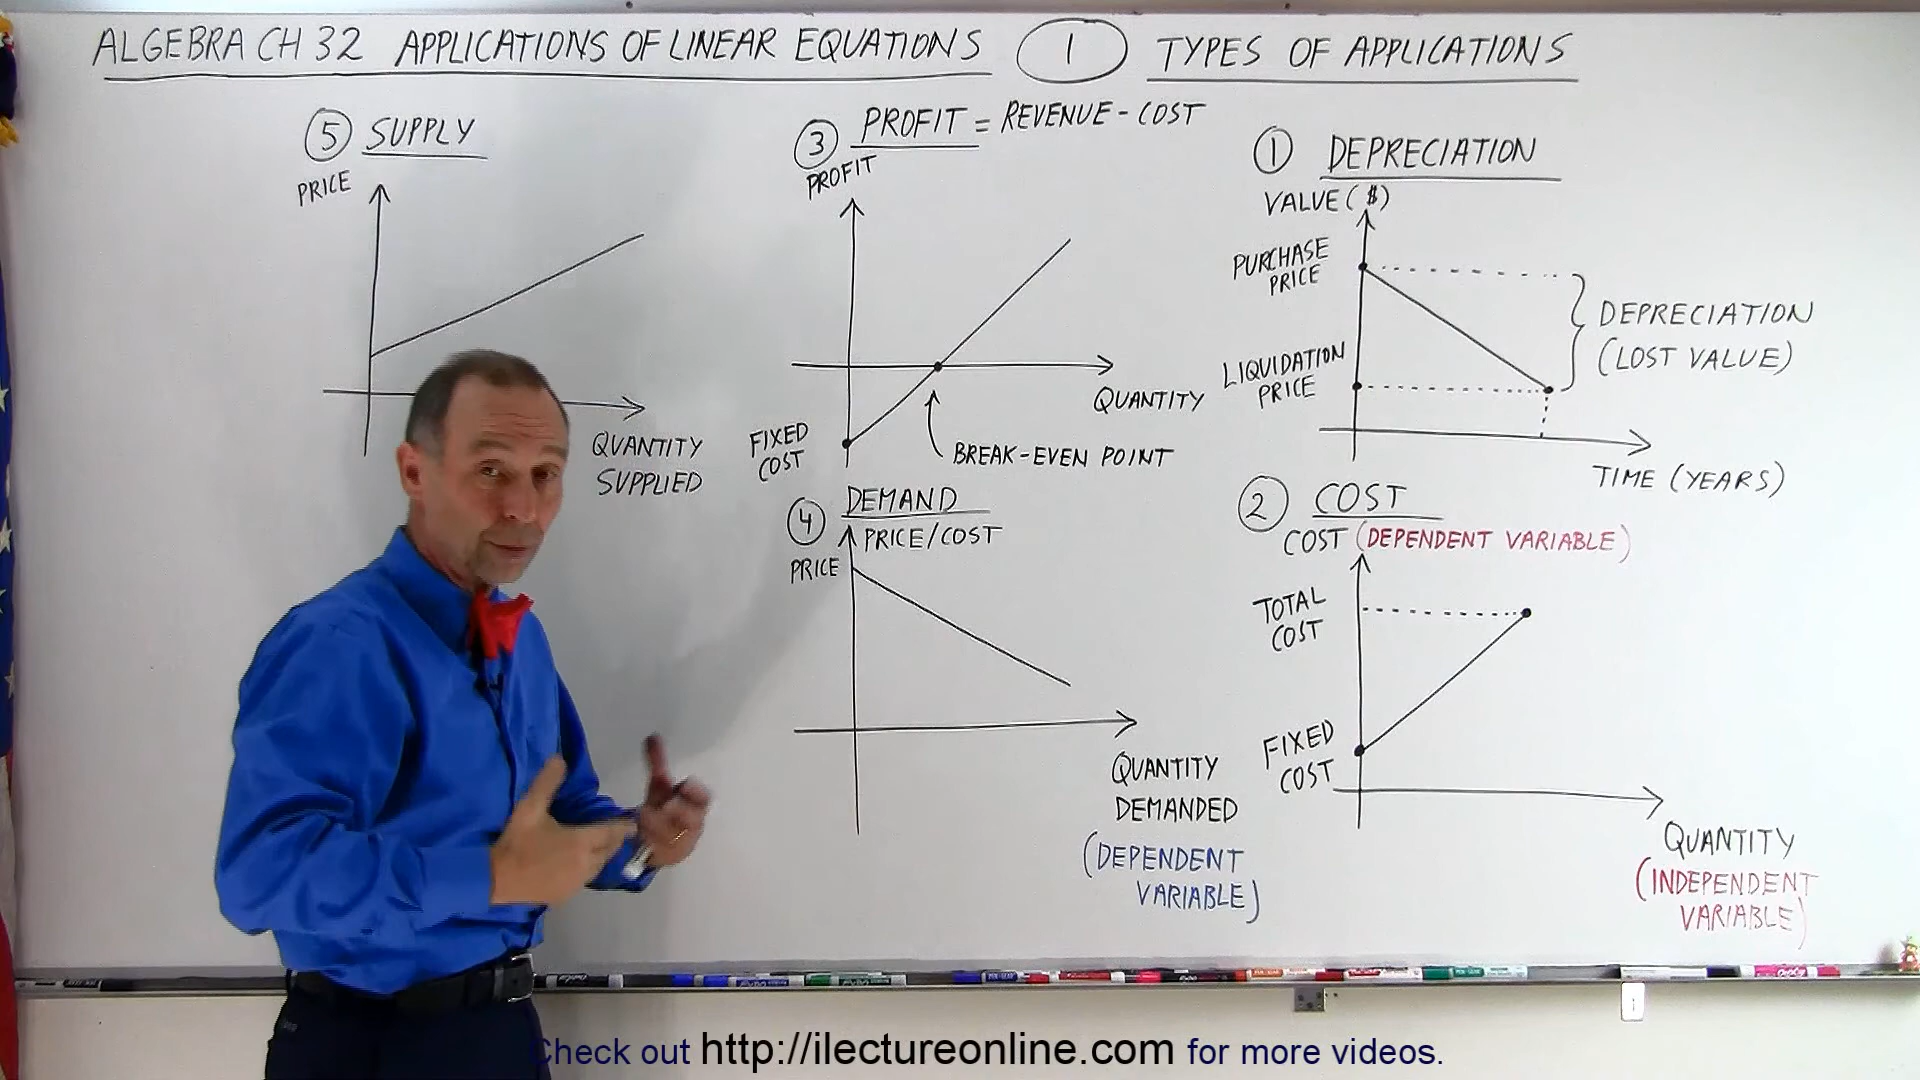 ALGEBRA CH 32 APPLICATIONS OF LINEAR EQUATIONS 1 TYPES OF APPLICATIONS
5 SUPPLY
PRICE
QUANTITY
SUPPLIED
3 PROFIT = REVENUE - COST
PROFIT
QUANTITY
FIXED
COST
BREAK-EVEN POINT
4 DEMAND
PRICE/COST
PRICE
QUANTITY
DEMANDED
(DEPENDENT
VARIABLE)
1 DEPRECIATION
VALUE ($)
PURCHASE
PRICE
DEPRECIATION
(LOST VALUE)
LIQUIDATION
PRICE
TIME (YEARS)
2 COST
COST (DEPENDENT VARIABLE)
TOTAL
COST
FIXED
COST
QUANTITY
(INDEPENDENT
VARIABLE)
Check out http://ilectureonline.com for more videos.